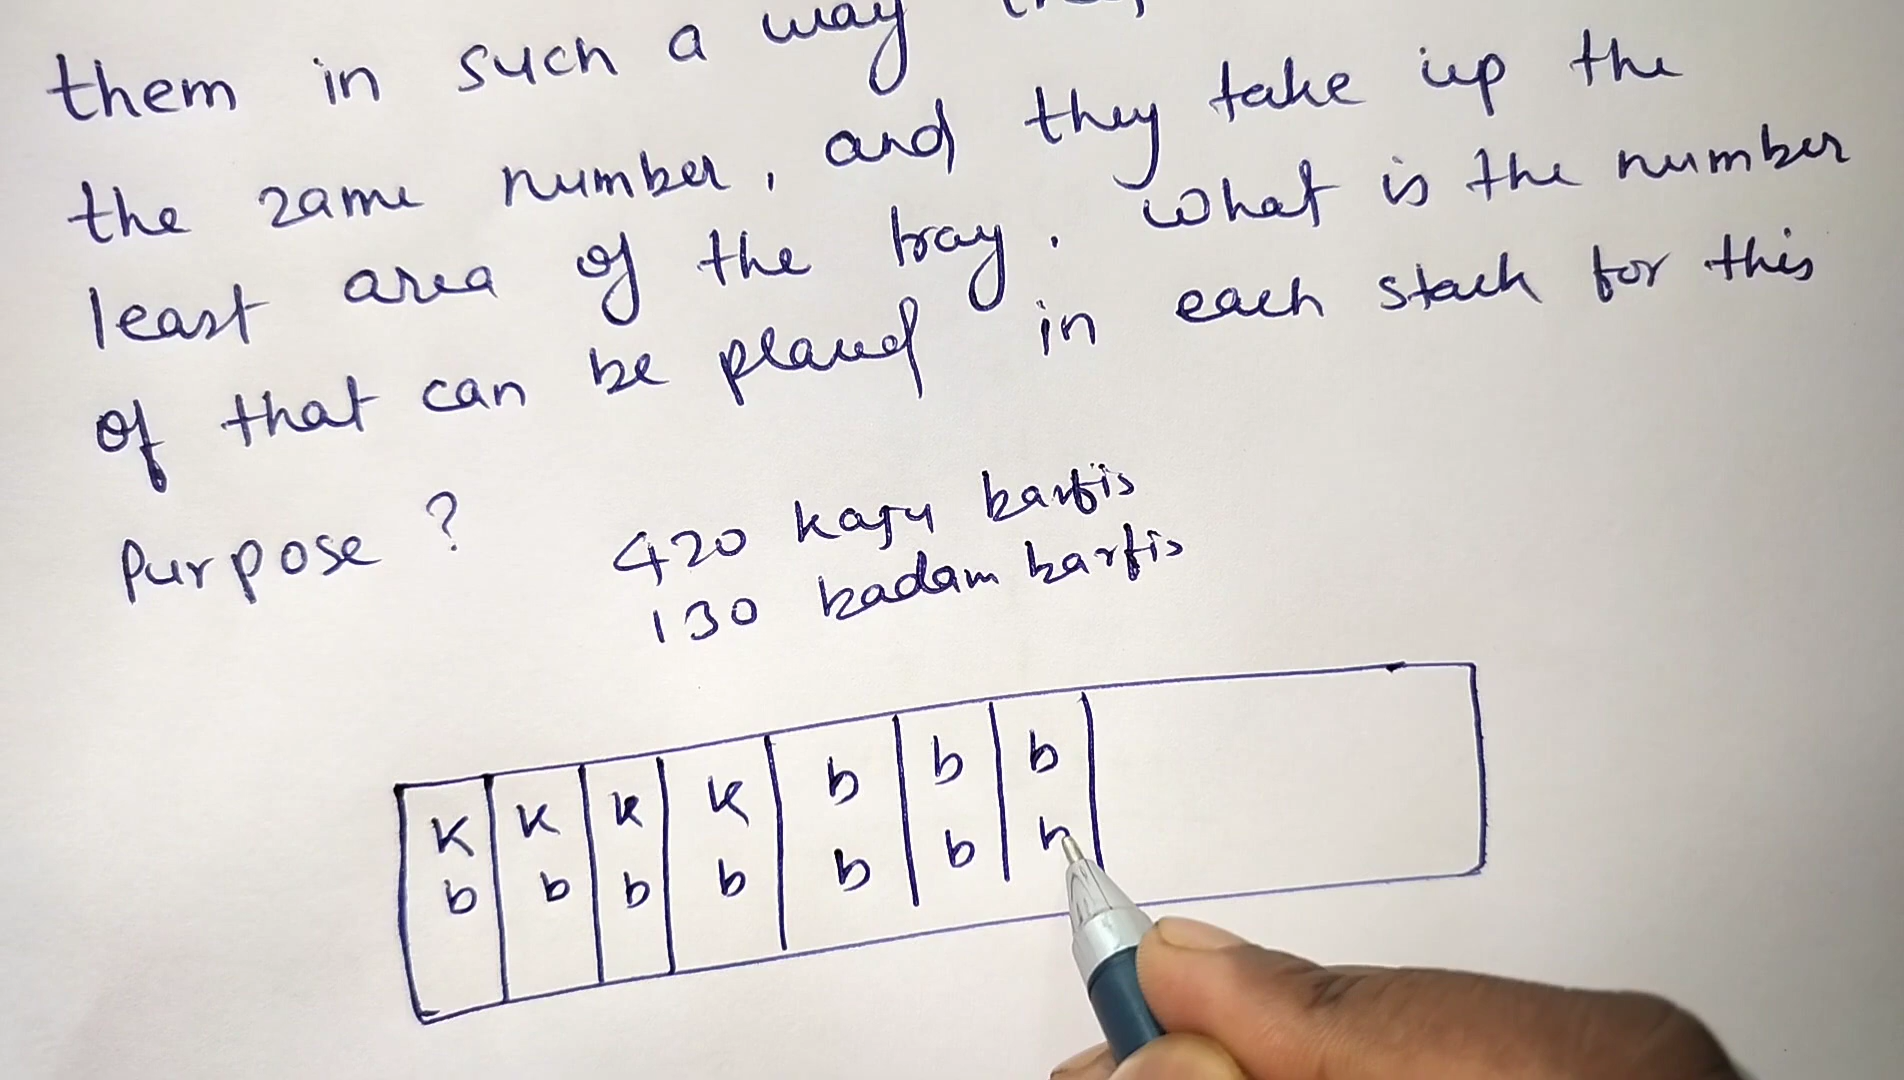 them in such a way
the same number, and they take up the
least area of the tray. What is the number
of that can be placed in each stack for this
Purpose?
420 kaju barfis
130 badam barfis
K K K K b b b
b b b b b b b